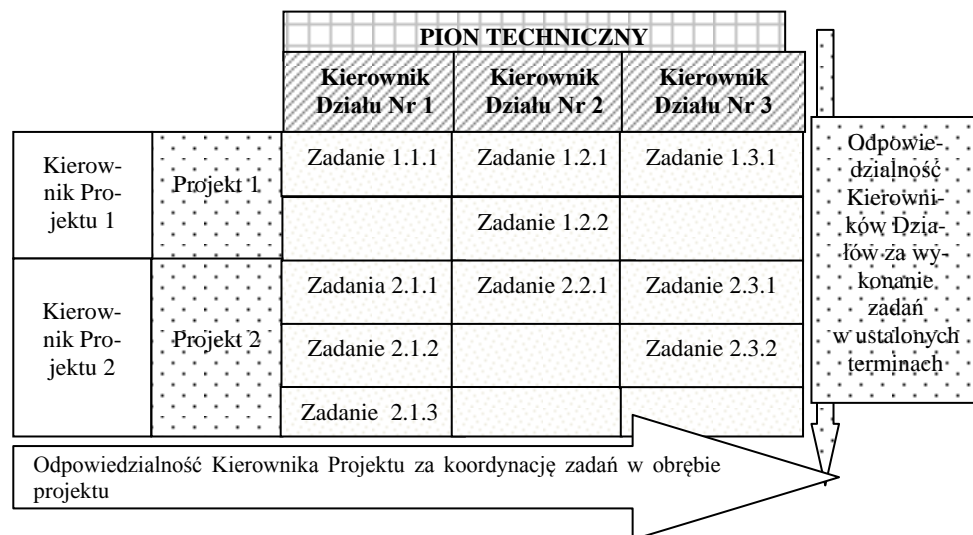 PION TECHNICZNY
Kierownik
Działu Nr 1
Kierownik
Działu Nr 2
Kierownik
Działu Nr 3
Kierow-
nik Pro-
jektu 1
Projekt 1
Zadanie 1.1.1
Zadanie 1.2.1
Zadanie 1.3.1
Zadanie 1.2.2
Kierow-
nik Pro-
jektu 2
Projekt 2
Zadania 2.1.1
Zadanie 2.2.1
Zadanie 2.3.1
Zadanie 2.1.2
Zadanie 2.3.2
Zadanie 2.1.3
Odpowie-
dzialność
Kierowni-
ków Dzia-
łów za wy-
konanie
zadań
w ustalonych
terminach
Odpowiedzialność Kierownika Projektu za koordynację zadań w obrębie
projektu